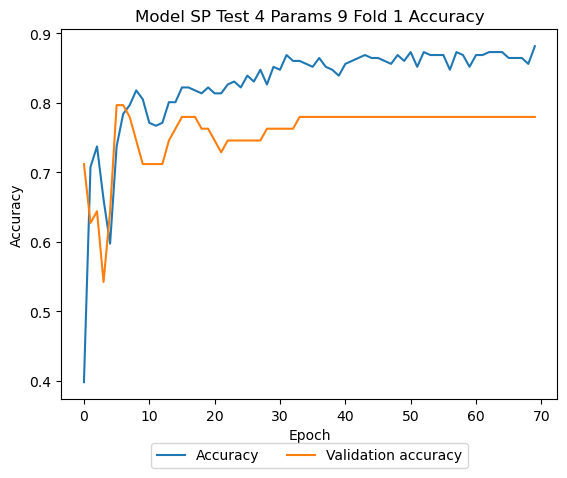 Model SP Test 4 Params 9 Fold 1 Accuracy
0.9
0.8
0.7
0.6
0.5
0.4
Accuracy
0 10 20 30 40 50 60 70
Epoch
Accuracy Validation accuracy